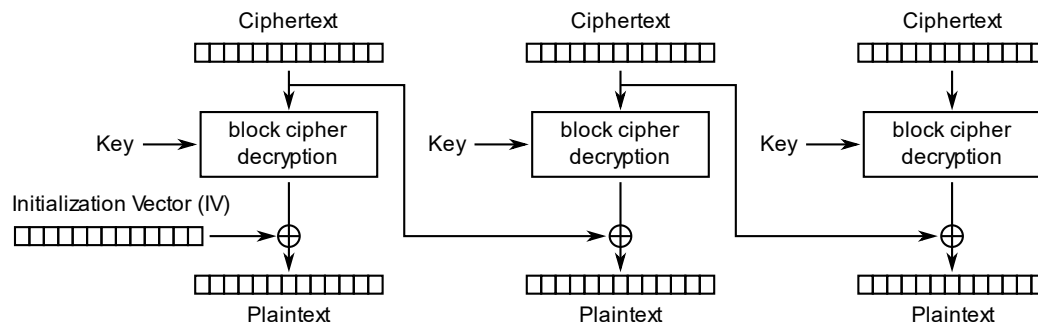 Ciphertext
Ciphertext
Ciphertext
Key
block cipher
decryption
Key
block cipher
decryption
Key
block cipher
decryption
Initialization Vector (IV)
Plaintext
Plaintext
Plaintext